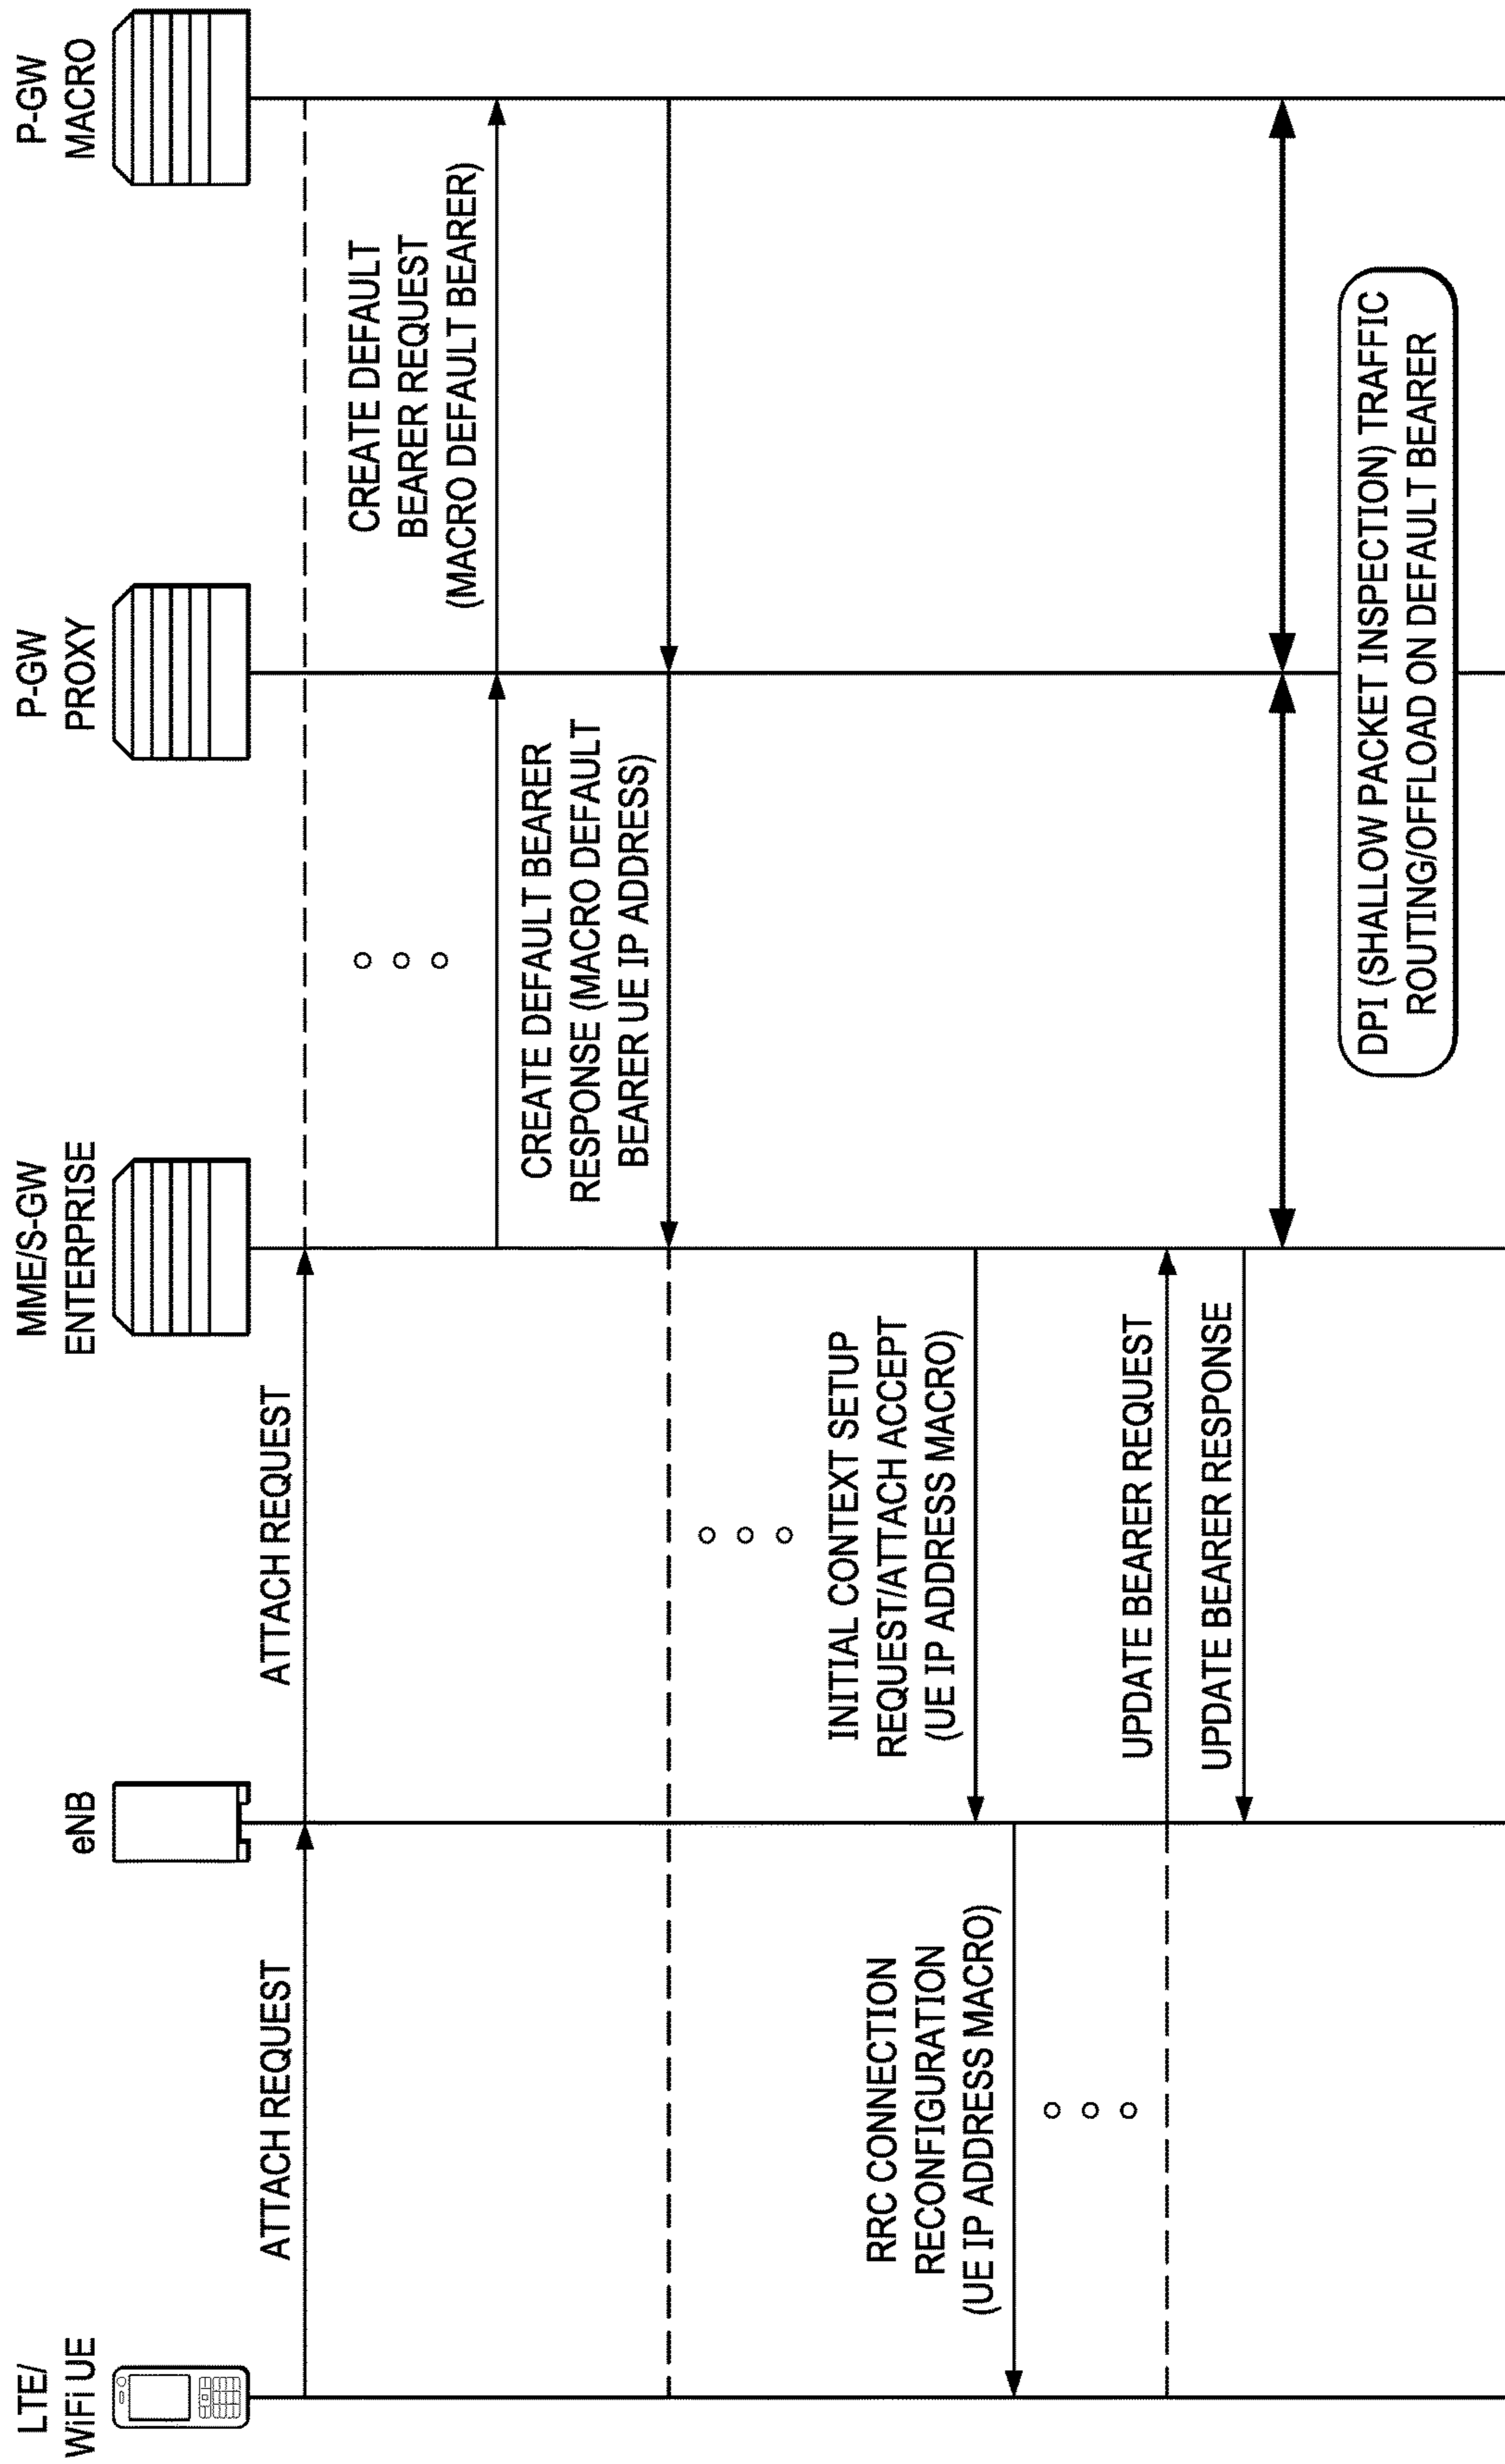 LTE/
WiFi UE
eNB
MME/S-GW
ENTERPRISE
P-GW
PROXY
P-GW
MACRO
ATTACH REQUEST
ATTACH REQUEST
CREATE DEFAULT
BEARER REQUEST
(MACRO DEFAULT BEARER)
CREATE DEFAULT BEARER
RESPONSE (MACRO DEFAULT
BEARER UE IP ADDRESS)
INITIAL CONTEXT SETUP
REQUEST/ATTACH ACCEPT
(UE IP ADDRESS MACRO)
RRC CONNECTION
RECONFIGURATION
(UE IP ADDRESS MACRO)
UPDATE BEARER REQUEST
UPDATE BEARER RESPONSE
DPI (SHALLOW PACKET INSPECTION) TRAFFIC
ROUTING/OFFLOAD ON DEFAULT BEARER